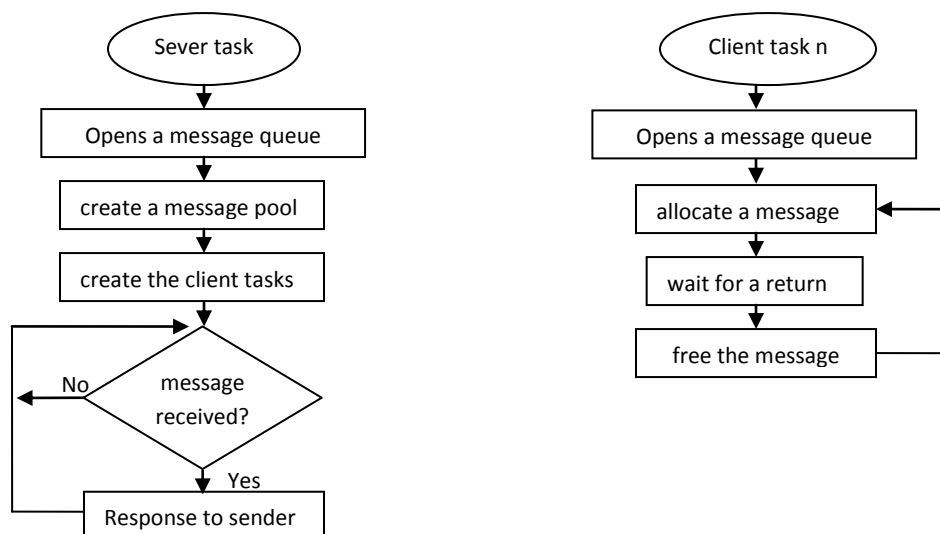 Sever task
Opens a message queue
create a message pool
create the client tasks
message
received?
No
Yes
Response to sender
Client task n
Opens a message queue
allocate a message
wait for a return
free the message